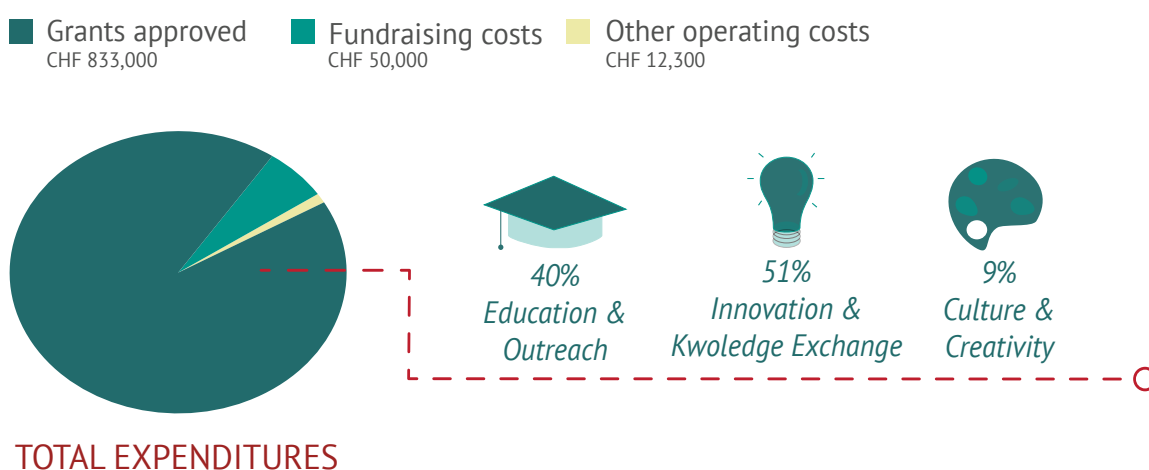 Grants approved
CHF 833,000
Fundraising costs
CHF 50,000
Other operating costs
CHF 12,300
40%
Education &
Outreach
51%
Innovation &
Kwoledge Exchange
9%
Culture &
Creativity
TOTAL EXPENDITURES